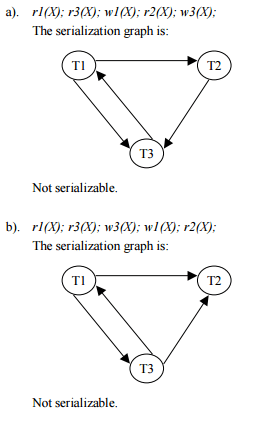 a). r1(X); r3(X); w1(X); r2(X); w3(X);
The serialization graph is:
T1
T2
T3
Not serializable.
b). r1(X); r3(X); w3(X); w1(X); r2(X);
The serialization graph is:
T1
T2
T3
Not serializable.